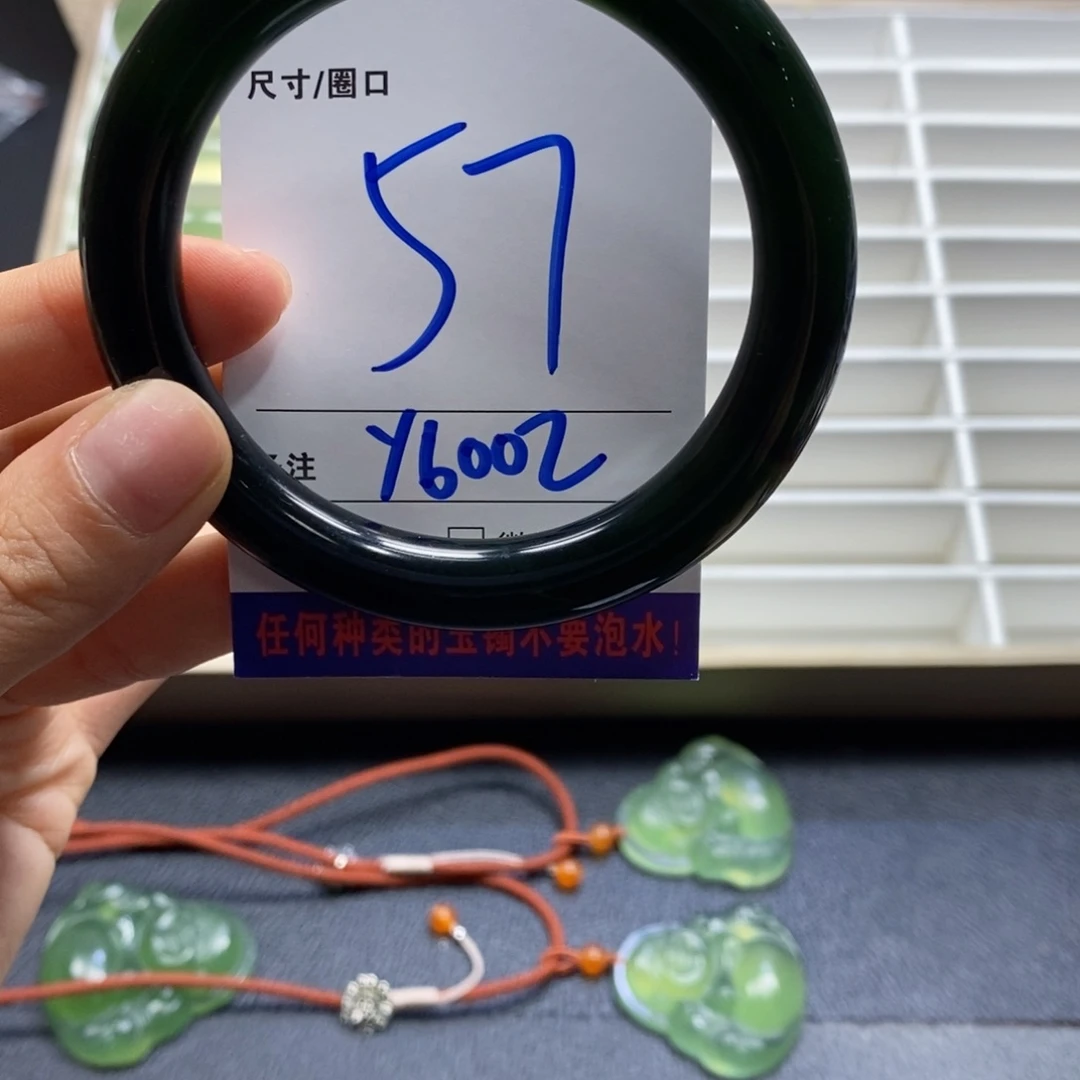 尺寸/圈口
57
注 Y6002
任何种类的玉镯不要泡水!